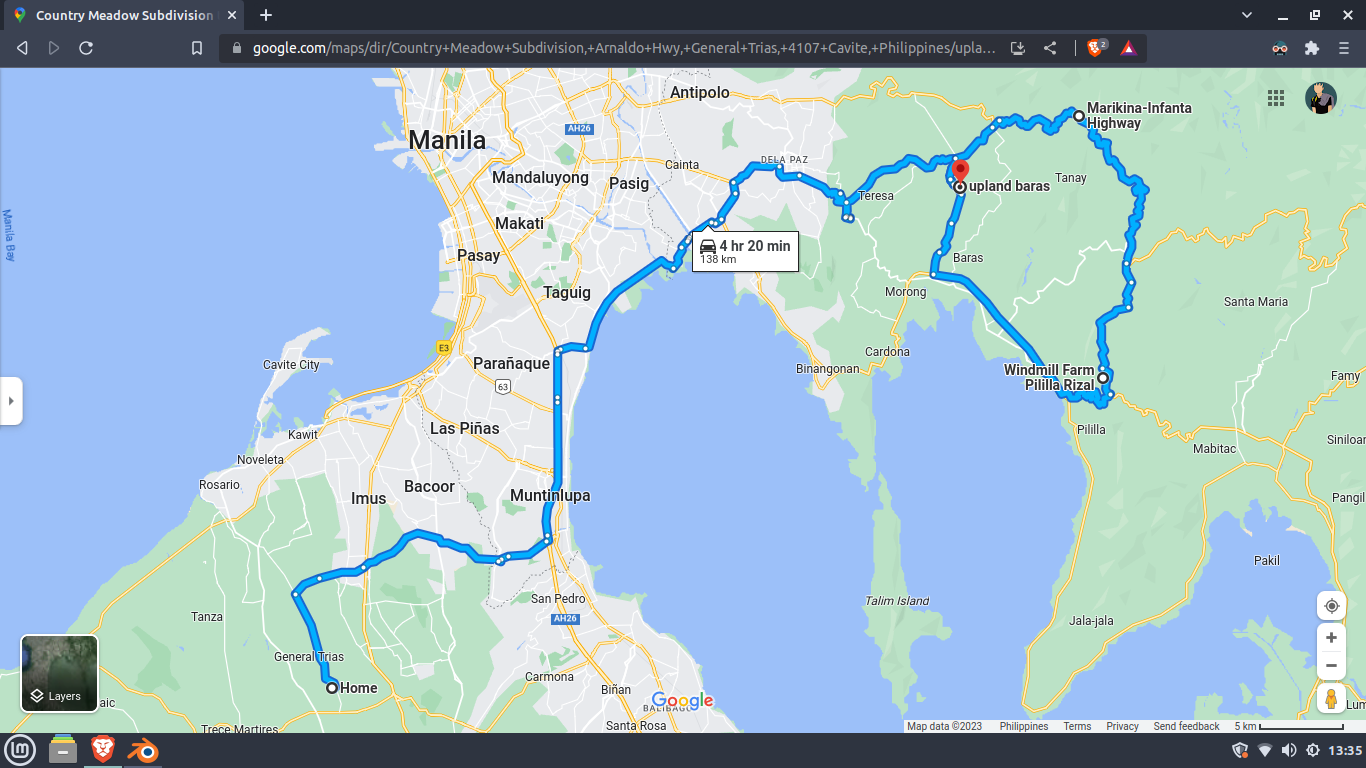 Country Meadow Subdivision
google.com/maps/dir/Country+Meadow+Subdivision,+Arnaldo+Hwy,+General+Trias,+4107+Cavite,+Philippines/upla...
2
Antipolo
Marikina-Infanta
Highway
AH26
Manila
Cainta
DELA PAZ
Mandaluyong
Pasig
Tanay
upland baras
Teresa
Makati
Manila Bay
4 hr 20 min
138 km
Pasay
Baras
Taguig
Morong
Santa Maria
E3
Cardona
Parañaque
Cavite City
Binangonan
Windmill Farm
Pililla Rizal
Famy
63
Las Piñas
Pililla
Kawit
Siniloan
Mabitac
Noveleta
Rosario
Bacoor
Imus
Muntinlupa
Pangil
Pakil
San Pedro
Talim Island
AH26
Tanza
Jala-jala
General Trias
Carmona
Home
Biñan
Layers
Google
BALIBAGO
Lum
Santa Rosa
Trece Martires
Map data ©2023
Philippines
Terms
Privacy
Send feedback
5 km
13:35